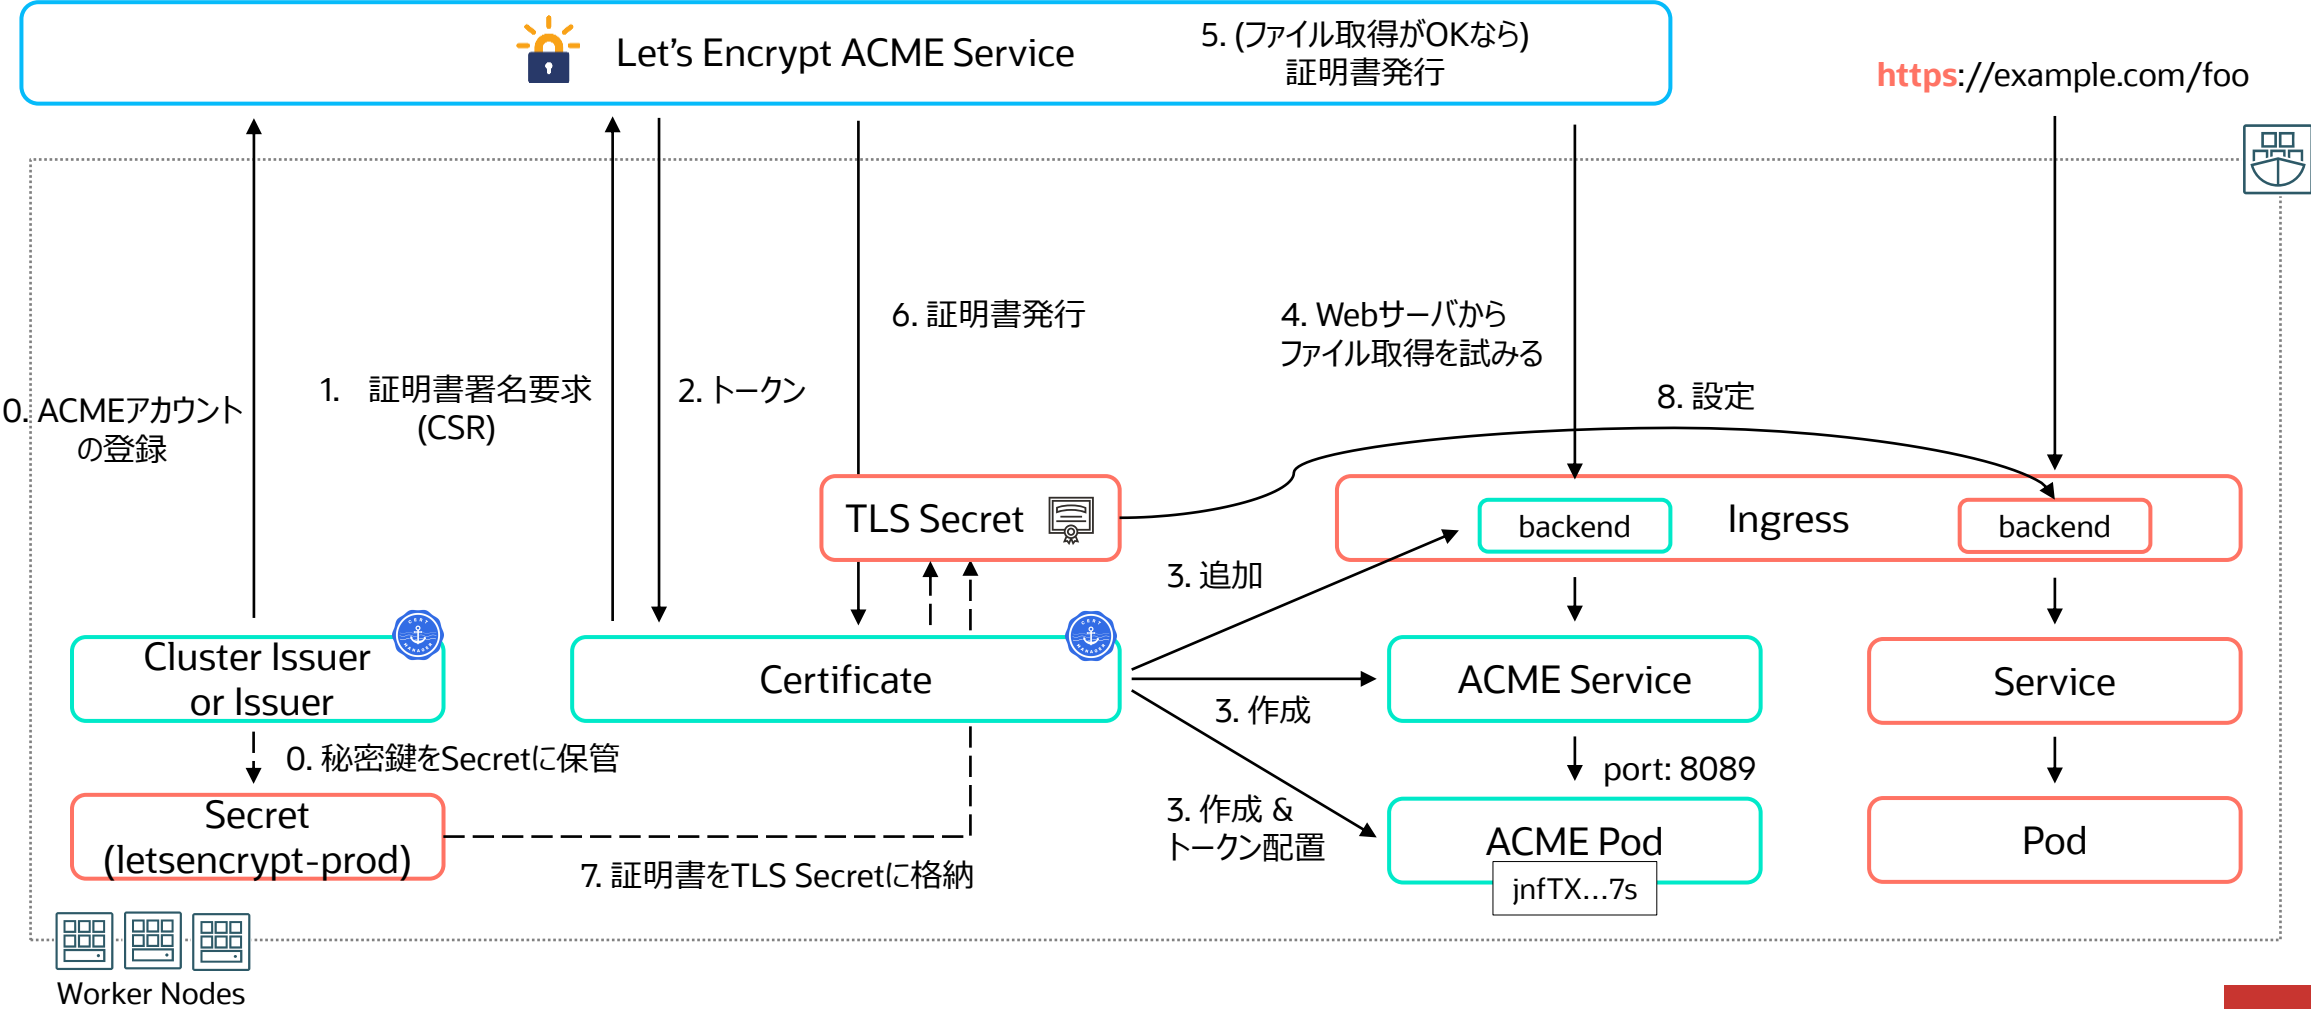 Let's Encrypt ACME Service
5. (ファイル取得がOKなら)
証明書発行
https://example.com/foo
0. ACMEアカウント
の登録
1. 証明書署名要求
(CSR)
2. トークン
6. 証明書発行
4. Webサーバから
ファイル取得を試みる
8. 設定
TLS Secret
backend
Ingress
backend
3. 追加
Cluster Issuer
or Issuer
CERT
MANAGER
Certificate
CERT
MANAGER
ACME Service
Service
3. 作成
0. 秘密鍵をSecretに保管
port: 8089
Secret
(letsencrypt-prod)
3. 作成 &
トークン配置
ACME Pod
jnfTX...7s
Pod
7. 証明書をTLS Secretに格納
Worker Nodes